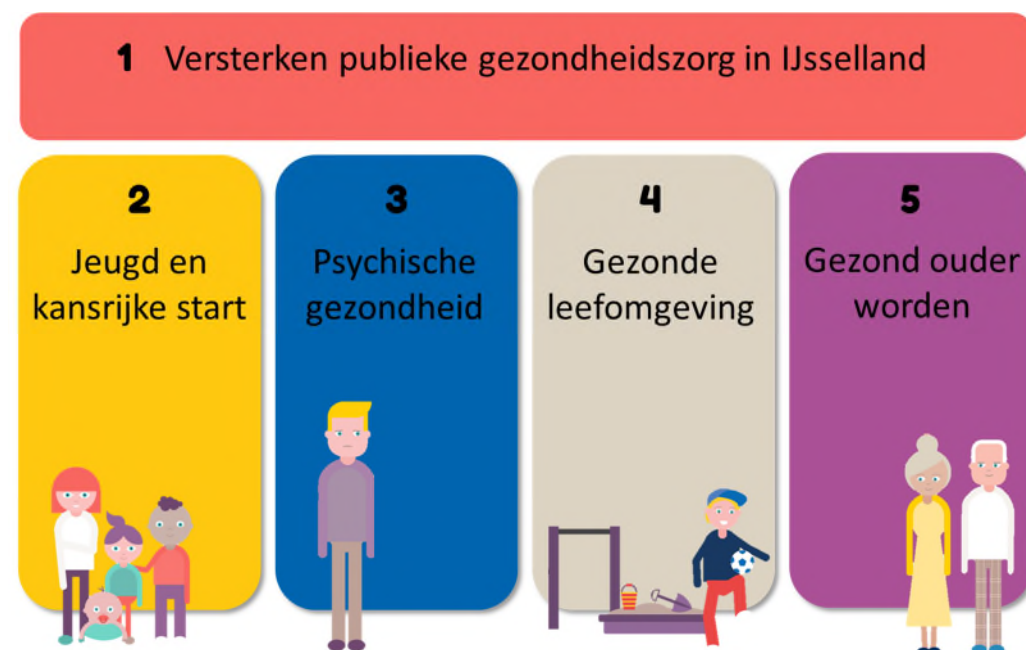 1 Versterken publieke gezondheidszorg in IJsselland
2
Jeugd en
kansrijke start
3
Psychische
gezondheid
4
Gezonde
leefomgeving
5
Gezond ouder
worden